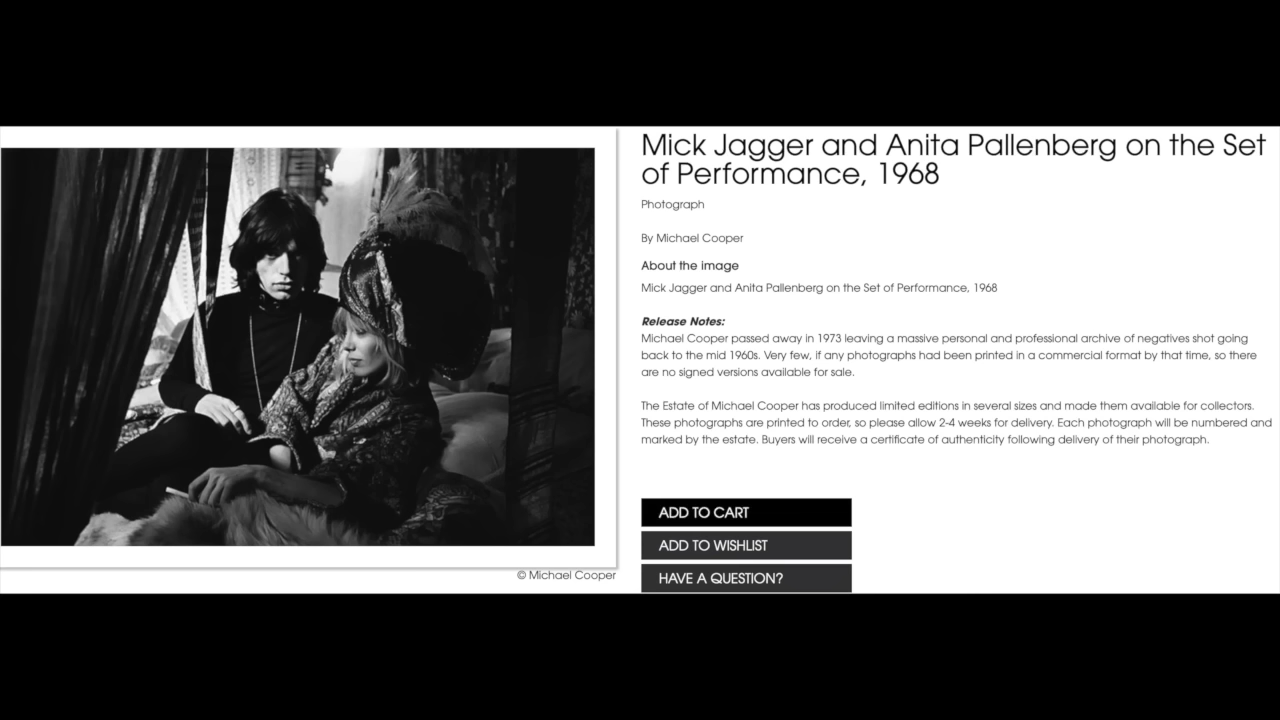 Mick Jagger and Anita Pallenberg on the Set
of Performance, 1968
Photograph
By Michael Cooper
About the image
Mick Jagger and Anita Pallenberg on the Set of Performance, 1968
Release Notes:
Michael Cooper passed away in 1973 leaving a massive personal and professional archive of negatives shot going
back to the mid 1960s. Very few, if any photographs had been printed in a commercial format by that time, so there
are no signed versions available for sale.
The Estate of Michael Cooper has produced limited editions in several sizes and made them available for collectors.
These photographs are printed to order, so please allow 2-4 weeks for delivery. Each photograph will be numbered and
marked by the estate. Buyers will receive a certificate of authenticity following delivery of their photograph.
ADD TO CART
ADD TO WISHLIST
HAVE A QUESTION?
© Michael Cooper